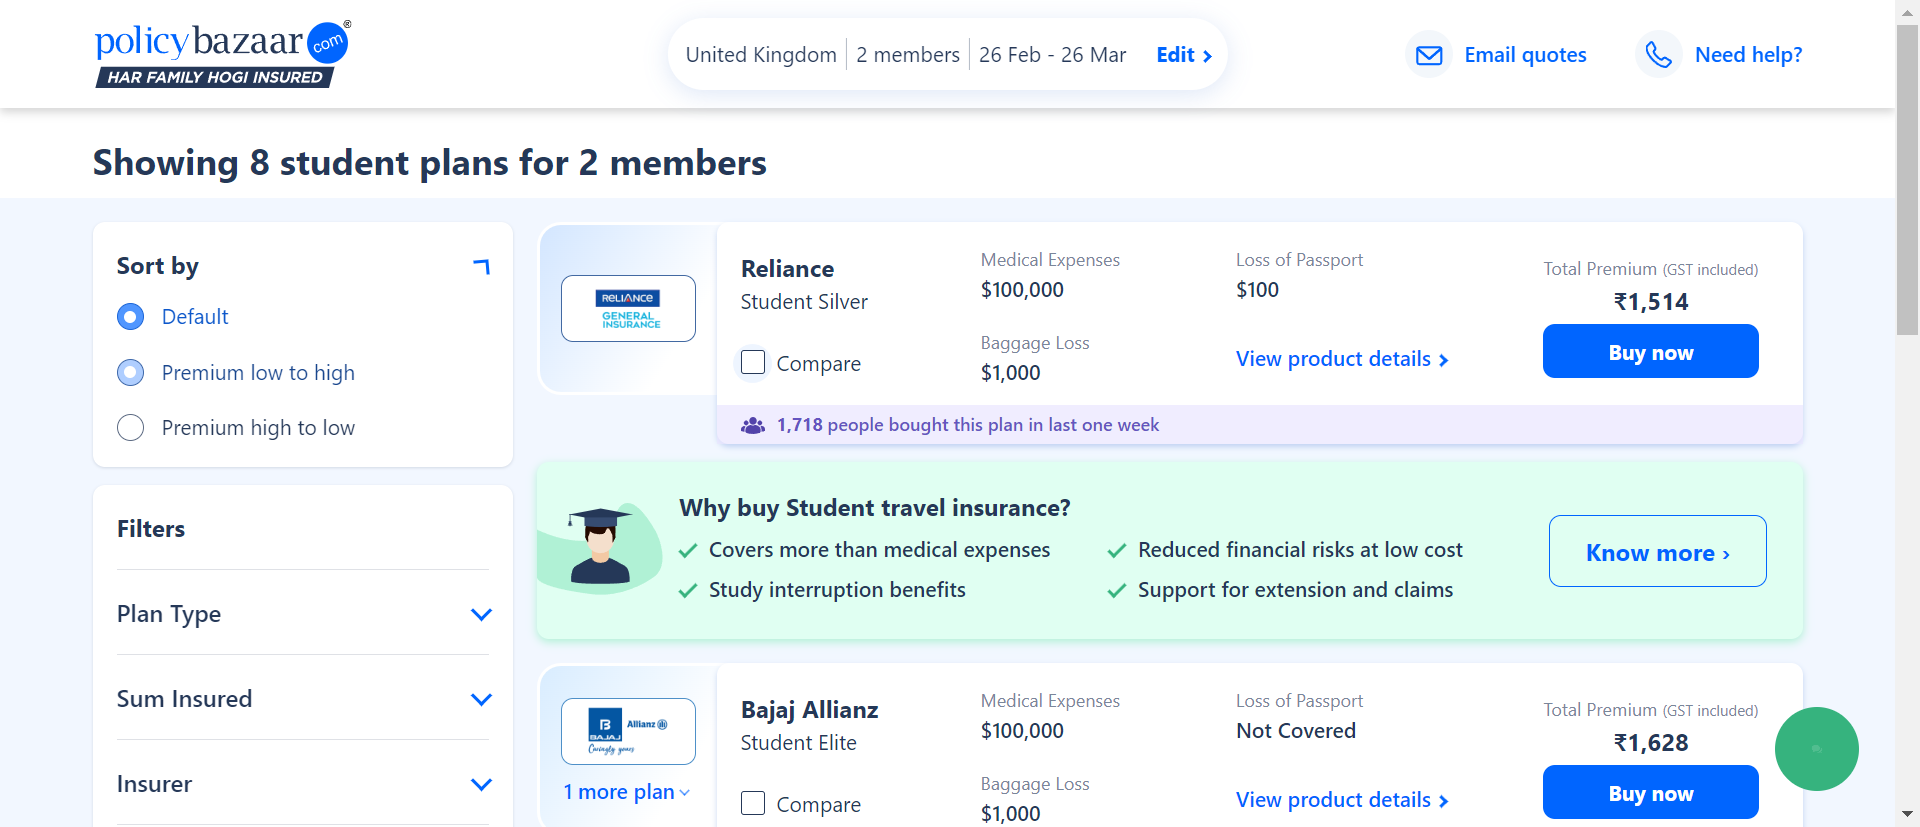 policybazaar.com®
HAR FAMILY HOGI INSURED
United Kingdom 2 members 26 Feb - 26 Mar Edit
Email quotes
Need help?
Showing 8 student plans for 2 members
Sort by
Default
Premium low to high
Premium high to low
Filters
Plan Type
Sum Insured
Insurer
RELIANCE
GENERAL
INSURANCE
Reliance
Student Silver
Compare
Medical Expenses
$100,000
Baggage Loss
$1,000
Loss of Passport
$100
View product details
Total Premium (GST included)
₹1,514
Buy now
1,718 people bought this plan in last one week
Why buy Student travel insurance?
Covers more than medical expenses
Reduced financial risks at low cost
Study interruption benefits
Support for extension and claims
Know more ›
B
BAJAJ
Allianz
Caringly yours
1 more plan
Bajaj Allianz
Student Elite
Compare
Medical Expenses
$100,000
Baggage Loss
$1,000
Loss of Passport
Not Covered
View product details
Total Premium (GST included)
₹1,628
Buy now